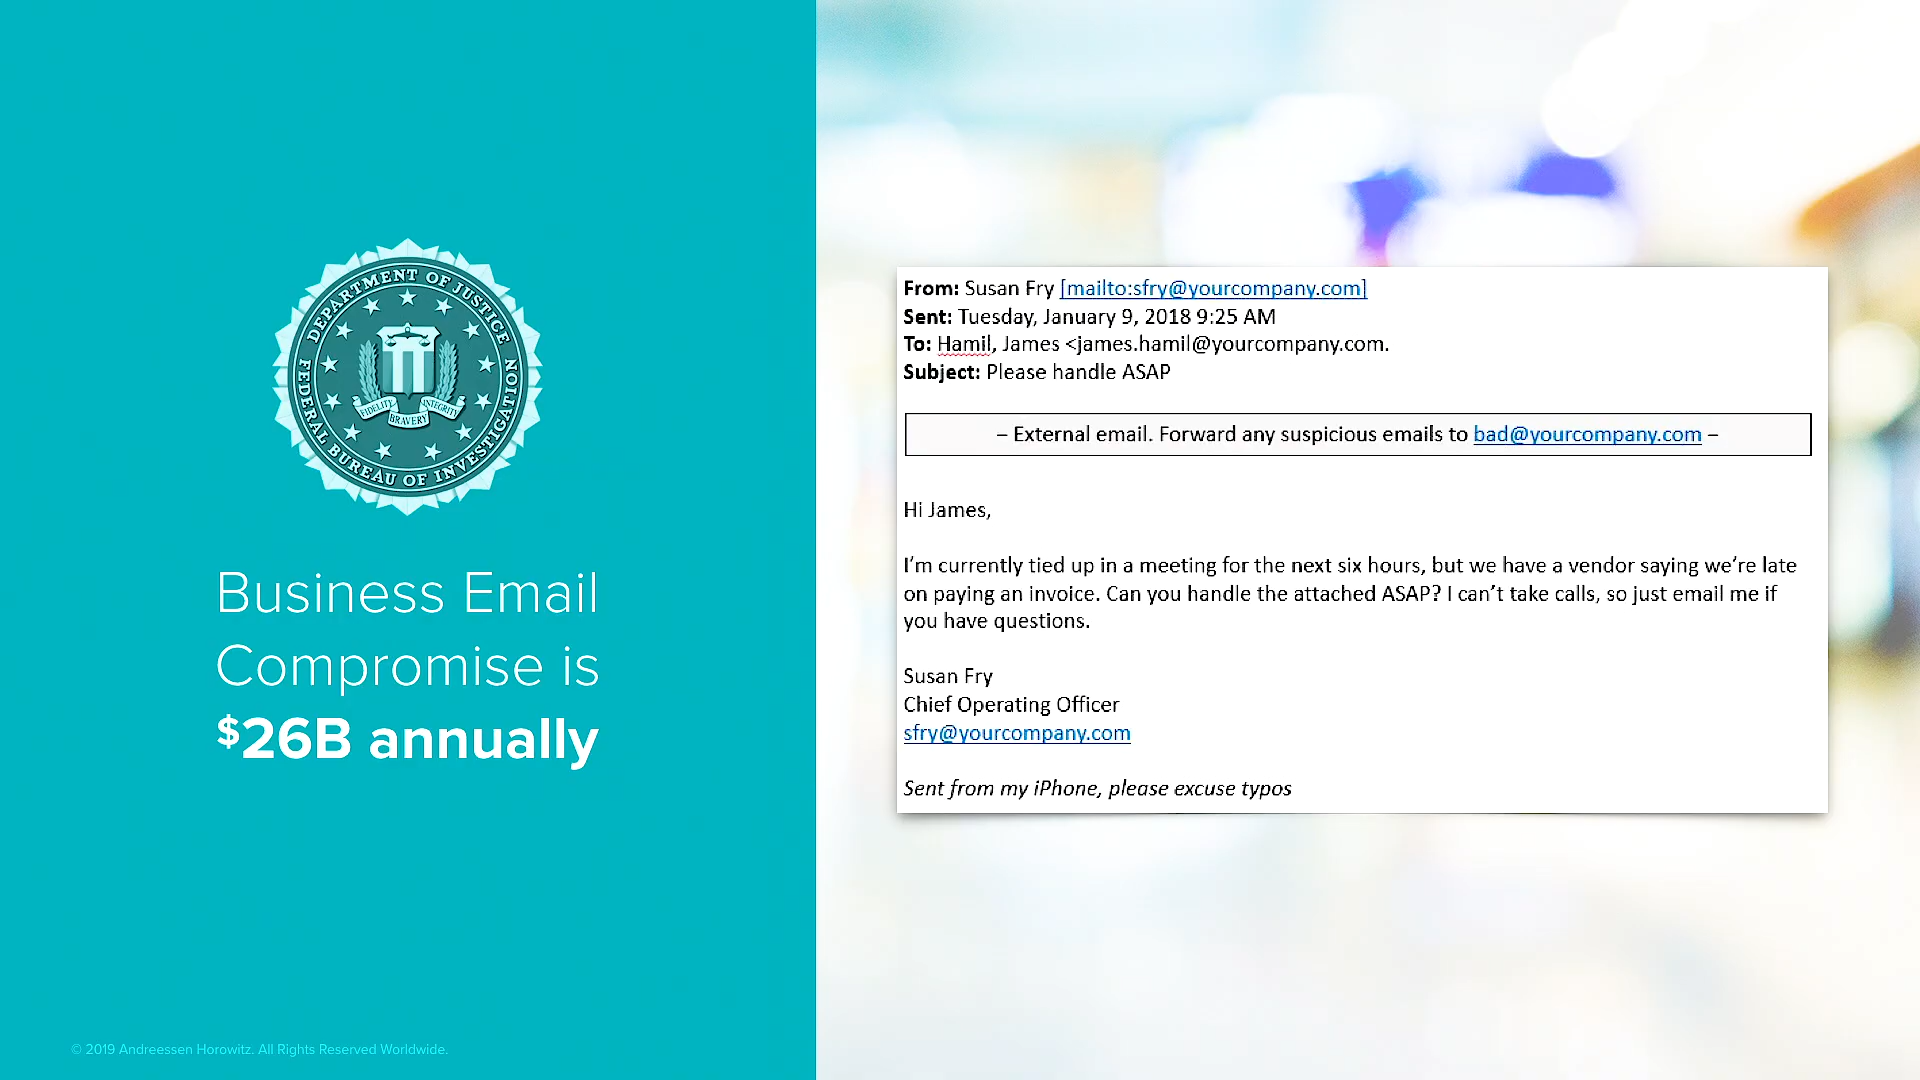 DEPARTMENT OF JUSTICE
FEDERAL BUREAU OF INVESTIGATION
FIDELITY BRAVERY INTEGRITY
Business Email
Compromise is
$26B annually
© 2019 Andreessen Horowitz. All Rights Reserved Worldwide.
From: Susan Fry [mailto:sfry@yourcompany.com]
Sent: Tuesday, January 9, 2018 9:25 AM
To: Hamil, James <james.hamil@yourcompany.com.
Subject: Please handle ASAP
– External email. Forward any suspicious emails to bad@yourcompany.com –
Hi James,
I’m currently tied up in a meeting for the next six hours, but we have a vendor saying we’re late
on paying an invoice. Can you handle the attached ASAP? I can’t take calls, so just email me if
you have questions.
Susan Fry
Chief Operating Officer
sfry@yourcompany.com
Sent from my iPhone, please excuse typos